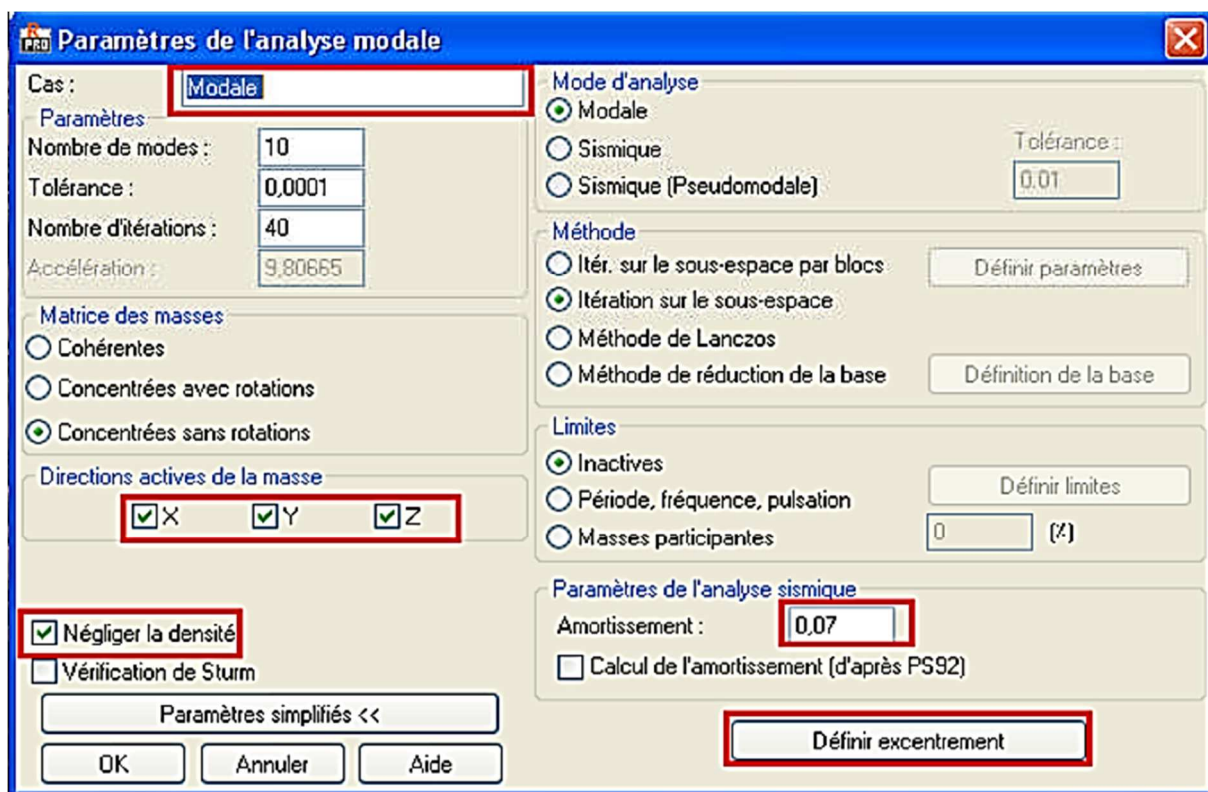 PRO Paramètres de l'analyse modale
Cas : Modale
Paramètres
Nombre de modes : 10
Tolérance : 0,0001
Nombre d'itérations : 40
Accélération : 9,80665
Matrice des masses
Cohérentes
Concentrées avec rotations
Concentrées sans rotations
Directions actives de la masse
X Y Z
Négliger la densité
Vérification de Sturm
Paramètres simplifiés <<
OK Annuler Aide
Mode d'analyse
Modale
Sismique
Sismique (Pseudomodale)
Tolérance :
0.01
Méthode
Itér. sur le sous-espace par blocs
Définir paramètres
Itération sur le sous-espace
Méthode de Lanczos
Méthode de réduction de la base
Définition de la base
Limites
Inactives
Période, fréquence, pulsation
Définir limites
Masses participantes
0 (%)
Paramètres de l'analyse sismique
Amortissement : 0,07
Calcul de l'amortissement (d'après PS92)
Définir excentrement